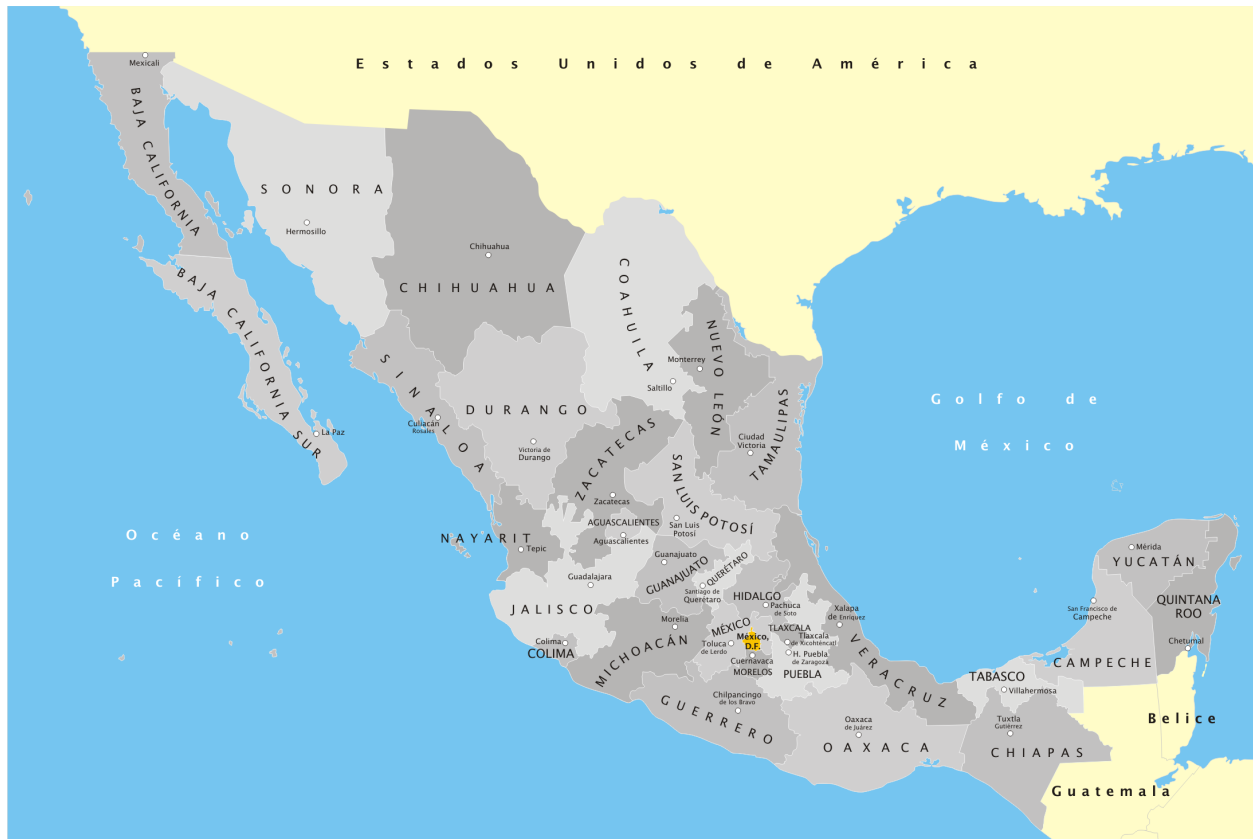 Estados Unidos de América
Mexicali
BAJA CALIFORNIA
SONORA
Hermosillo
Chihuahua
CHIHUAHUA
COAHUILA
BAJA CALIFORNIA SUR
La Paz
SINALOA
Culiacán
Rosales
DURANGO
Victoria de
Durango
Monterrey
Saltillo
NUEVO LEÓN
TAMAULIPAS
Ciudad
Victoria
Golfo de
México
ZACATECAS
Zacatecas
SAN LUIS POTOSÍ
San Luis
Potosí
AGUASCALIENTES
Aguascalientes
NAYARIT
Tepic
Océano
Pacífico
Guadalajara
JALISCO
Guanajuato
GUANAJUATO
QUERÉTARO
Santiago de
Querétaro
HIDALGO
Pachuca
de Soto
Colima
COLIMA
Morelia
MICHOACÁN
MÉXICO
Toluca
de Lerdo
México,
D.F.
Cuernavaca
MORELOS
TLAXCALA
Tlaxcala
de Xicohténcatl
H. Puebla
de Zaragoza
PUEBLA
Xalapa
de Enríquez
VERACRUZ
Chilpancingo
de los Bravo
GUERRERO
Oaxaca
de Juárez
OAXACA
TABASCO
Villahermosa
Tuxtla
Gutiérrez
CHIAPAS
Mérida
YUCATÁN
QUINTANA
ROO
San Francisco de
Campeche
CAMPECHE
Chetumal
Belice
Guatemala